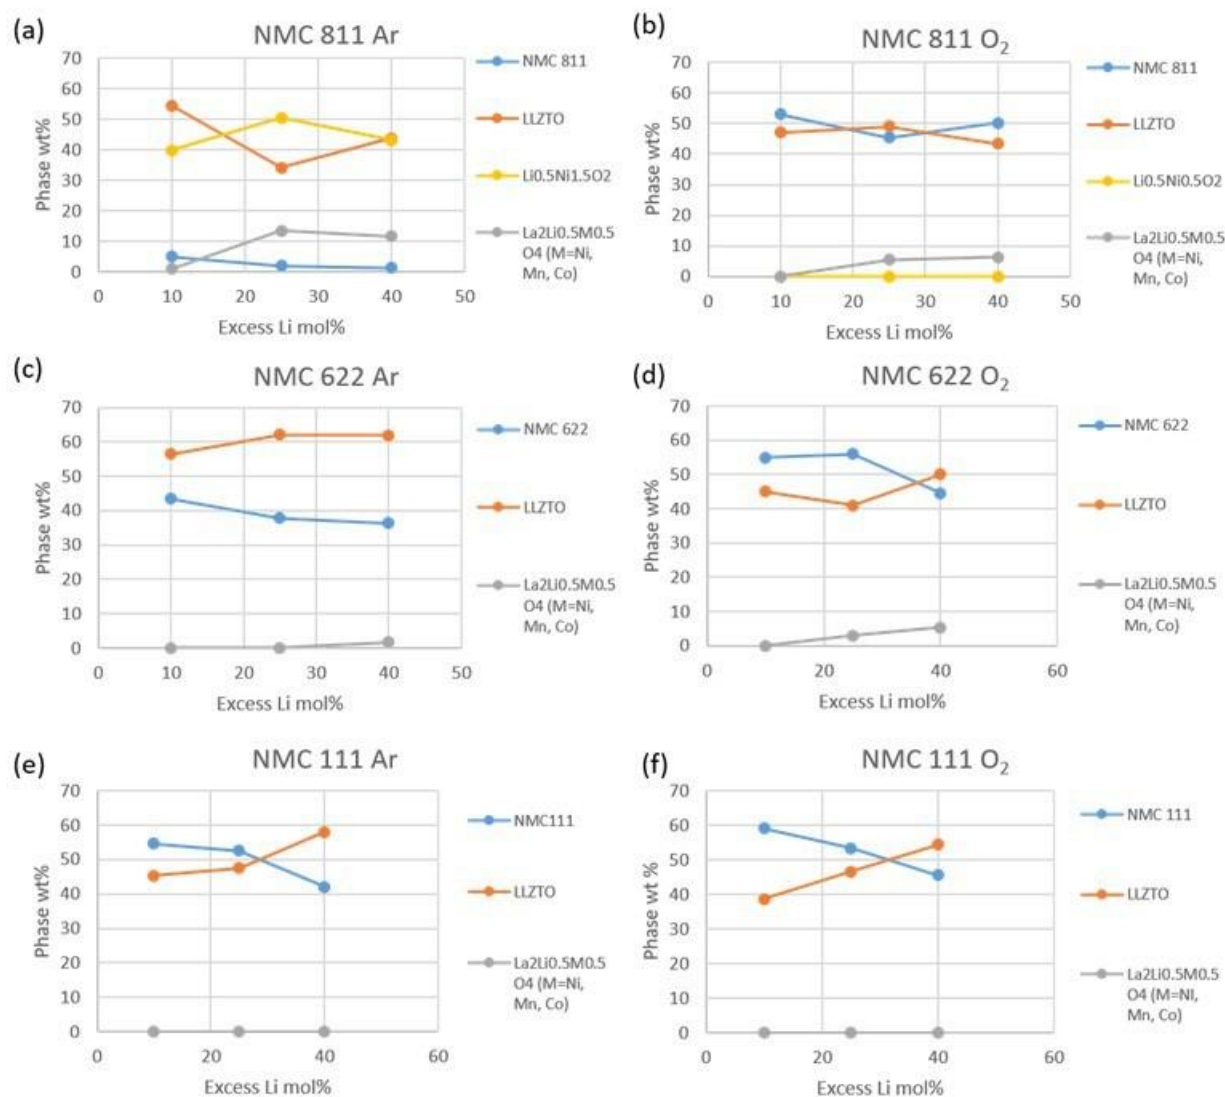 (a)
NMC 811 Ar
70
60
50
40
30
20
10
0
0 10 20 30 40 50
Phase wt%
Excess Li mol%
NMC 811
LLZTO
Li0.5Ni1.5O2
La2Li0.5M0.5
O4 (M=Ni,
Mn, Co)
(b)
NMC 811 O2
70
60
50
40
30
20
10
0
0 10 20 30 40 50
Phase wt%
Excess Li mol%
NMC 811
LLZTO
Li0.5Ni0.5O2
La2Li0.5M0.5
O4 (M=Ni,
Mn, Co)
(c)
NMC 622 Ar
70
60
50
40
30
20
10
0
0 10 20 30 40 50
Phase wt%
Excess Li mol%
NMC 622
LLZTO
La2Li0.5M0.5
O4 (M=Ni,
Mn, Co)
(d)
NMC 622 O2
70
60
50
40
30
20
10
0
0 20 40 60
Phase wt%
Excess Li mol%
NMC 622
LLZTO
La2Li0.5M0.5
O4 (M=Ni,
Mn, Co)
(e)
NMC 111 Ar
70
60
50
40
30
20
10
0
0 20 40 60
Phase wt%
Excess Li mol%
NMC111
LLZTO
La2Li0.5M0.5
O4 (M=Ni,
Mn, Co)
(f)
NMC 111 O2
70
60
50
40
30
20
10
0
0 20 40 60
Phase wt %
Excess Li mol%
NMC 111
LLZTO
La2Li0.5M0.5
O4 (M=NI,
Mn, Co)